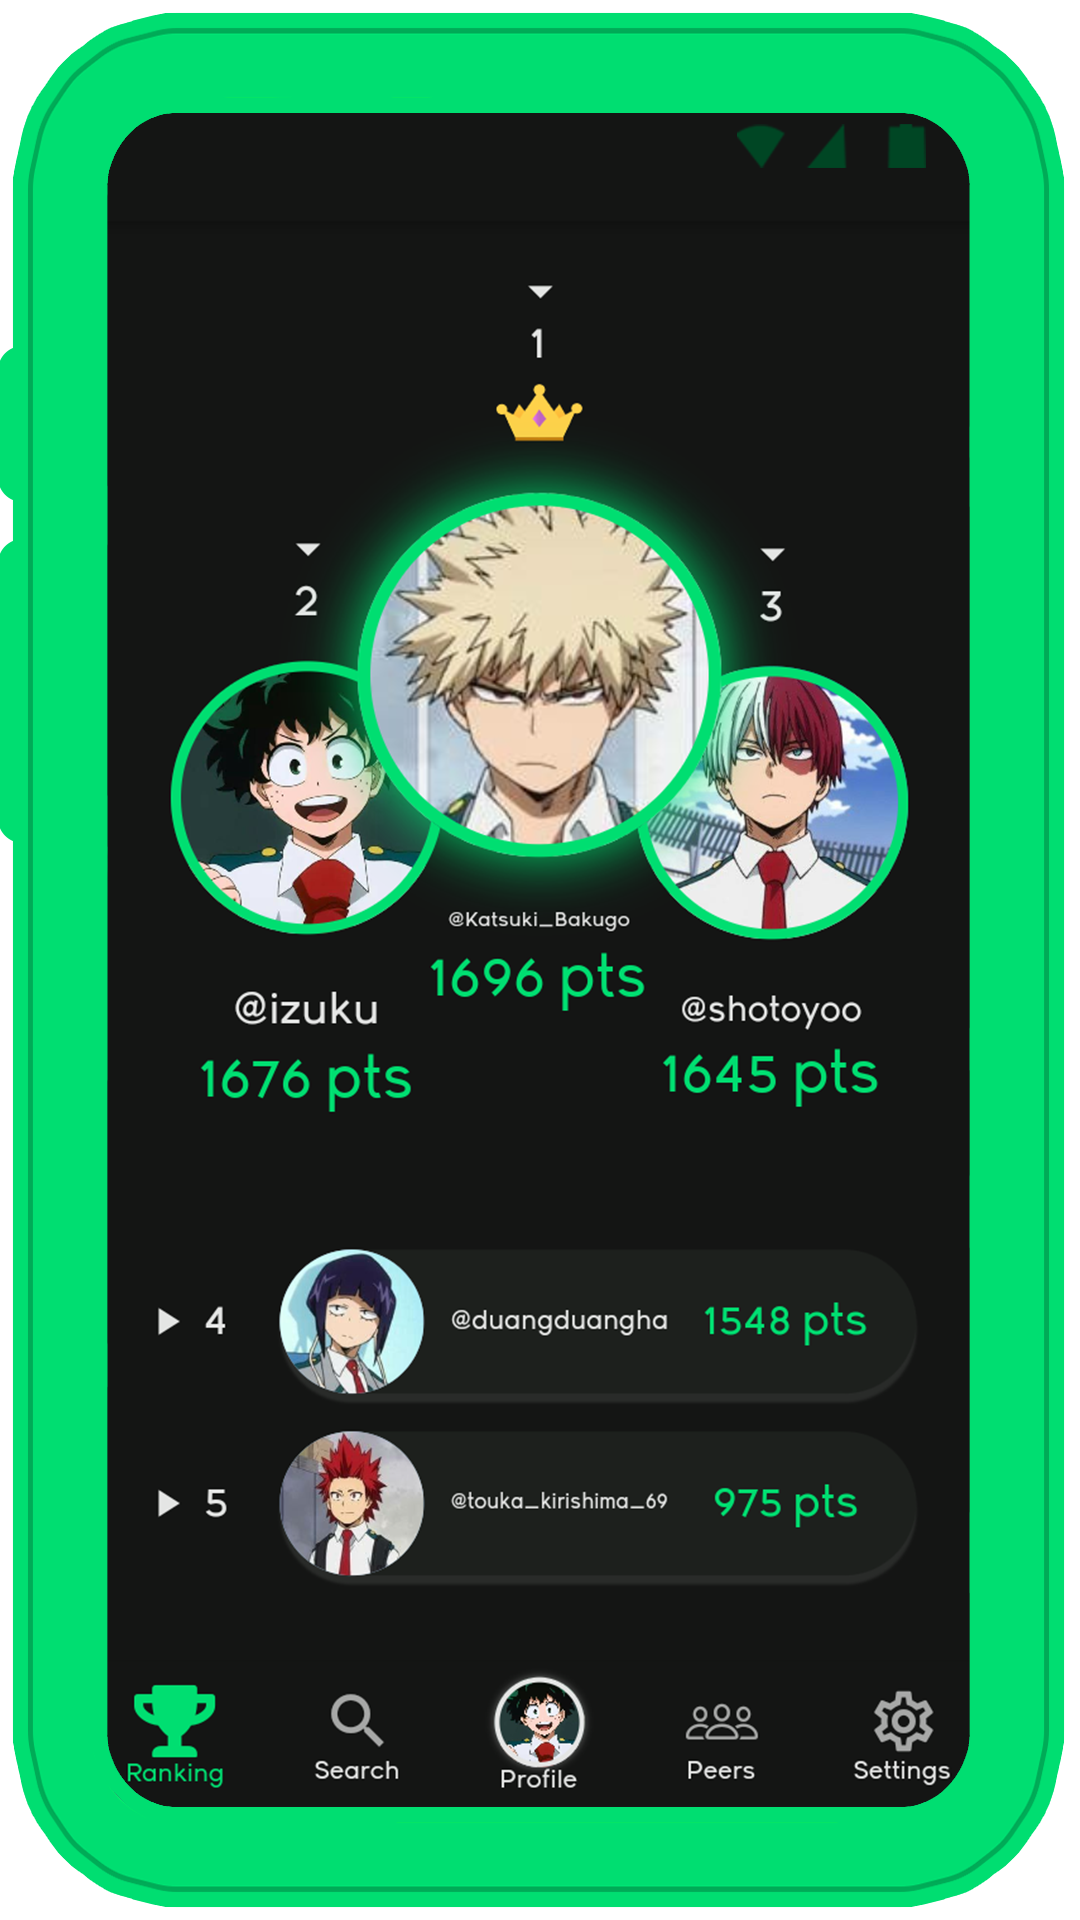 1
2
3
@Katsuki_Bakugo
1696 pts
@izuku
1676 pts
@shotoyoo
1645 pts
4 @duangduangha 1548 pts
5 @touka_kirishima_69 975 pts
Ranking Search Profile Peers Settings